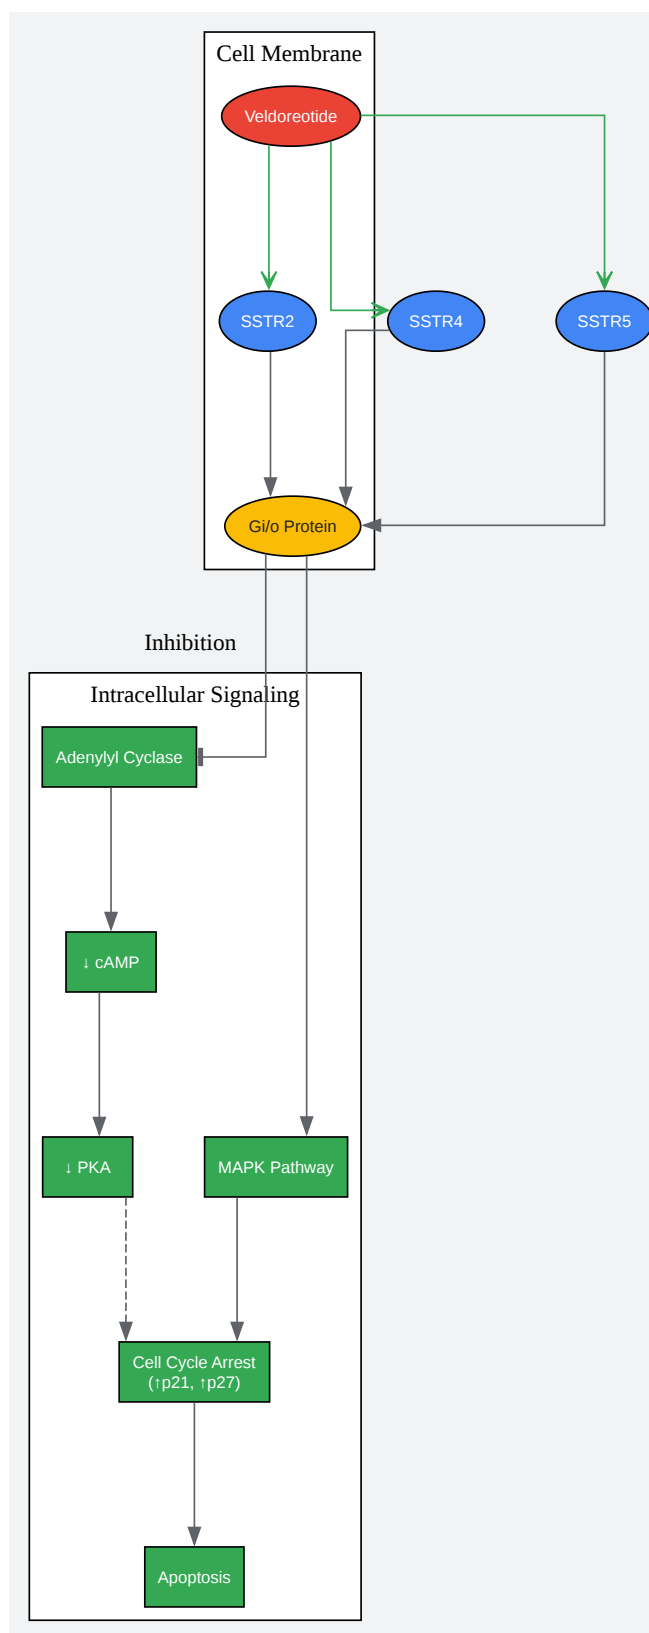 Cell Membrane
Veldoreotide
SSTR2
SSTR4
SSTR5
Gi/o Protein
Inhibition
Intracellular Signaling
Adenylyl Cyclase
↓ cAMP
↓ PKA
MAPK Pathway
Cell Cycle Arrest
(↑p21, ↑p27)
Apoptosis